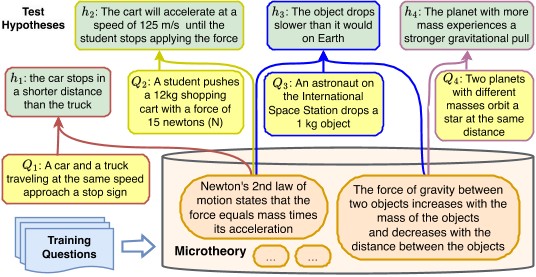 Test
Hypotheses
h₂: The cart will accelerate at a
speed of 125 m/s until the
student stops applying the force
h₃: The object drops
slower than it would
on Earth
h₄: The planet with more
mass experiences a
stronger gravitational pull
h₁: the car stops in
a shorter distance
than the truck
Q₂: A student pushes
a 12kg shopping
cart with a force of
15 newtons (N)
Q₃: An astronaut on
the International
Space Station drops a
1 kg object
Q₄: Two planets
with different
masses orbit a
star at the same
distance
Q₁: A car and a truck
traveling at the same speed
approach a stop sign
Newton's 2nd law of
motion states that the
force equals mass times
its acceleration
The force of gravity between
two objects increases with the
mass of the objects
and decreases with the
distance between the objects
Training
Questions
Microtheory
...
...